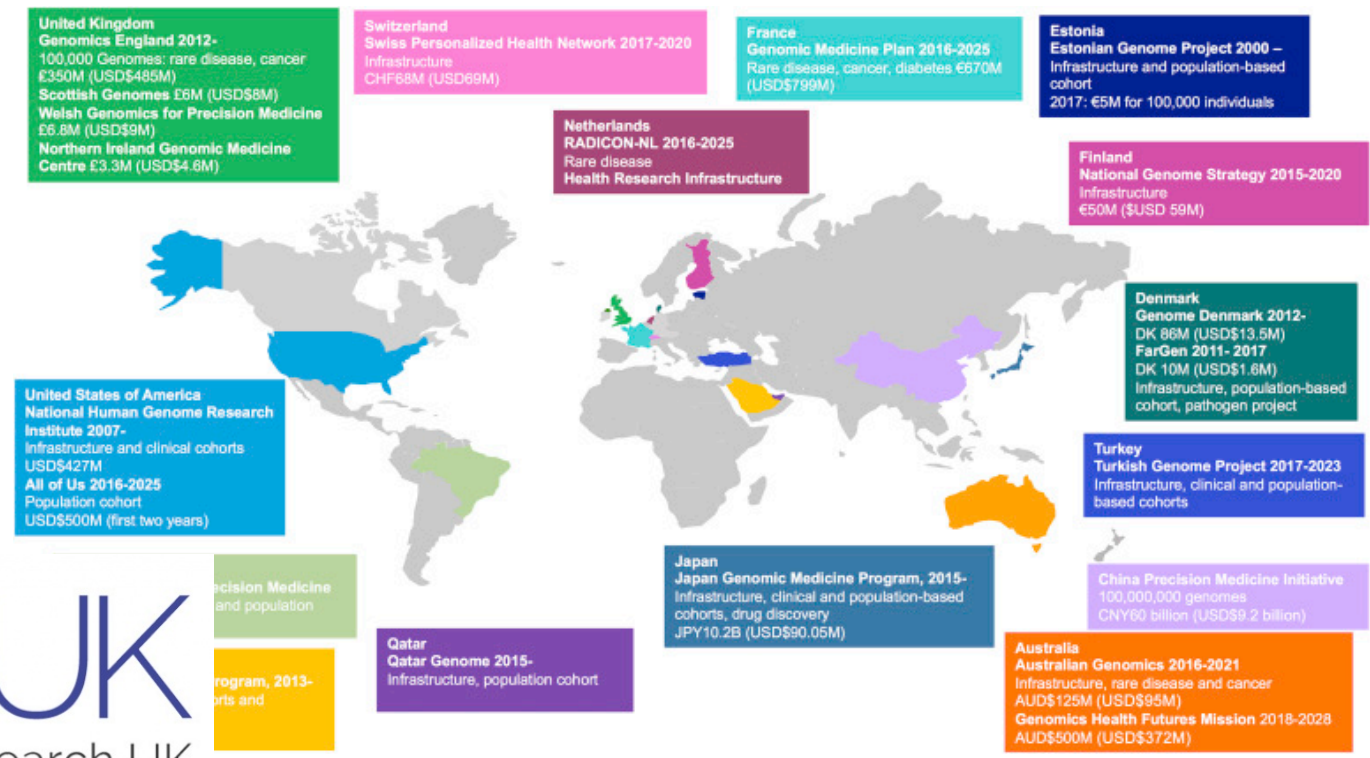 United Kingdom
Genomics England 2012-
100,000 Genomes: rare disease, cancer
£350M (USD$485M)
Scottish Genomes £6M (USD$8M)
Welsh Genomics for Precision Medicine
£6.8M (USD$9M)
Northern Ireland Genomic Medicine
Centre £3.3M (USD$4.6M)
Switzerland
Swiss Personalized Health Network 2017-2020
Infrastructure
CHF68M (USD69M)
France
Genomic Medicine Plan 2016-2025
Rare disease, cancer, diabetes €670M
(USD$799M)
Estonia
Estonian Genome Project 2000 –
Infrastructure and population-based
cohort
2017: €5M for 100,000 individuals
Netherlands
RADICON-NL 2016-2025
Rare disease
Health Research Infrastructure
Finland
National Genome Strategy 2015-2020
Infrastructure
€50M ($USD 59M)
Denmark
Genome Denmark 2012-
DK 86M (USD$13.5M)
FarGen 2011- 2017
DK 10M (USD$1.6M)
Infrastructure, population-based
cohort, pathogen project
United States of America
National Human Genome Research
Institute 2007-
Infrastructure and clinical cohorts
USD$427M
All of Us 2016-2025
Population cohort
USD$500M (first two years)
Turkey
Turkish Genome Project 2017-2023
Infrastructure, clinical and population-
based cohorts
Japan
Japan Genomic Medicine Program, 2015-
Infrastructure, clinical and population-based
cohorts, drug discovery
JPY10.2B (USD$90.05M)
China Precision Medicine Initiative
100,000,000 genomes
CNY60 billion (USD$9.2 billion)
ecision Medicine
and population
Qatar
Qatar Genome 2015-
Infrastructure, population cohort
rogram, 2013-
orts and
Australia
Australian Genomics 2016-2021
Infrastructure, rare disease and cancer
AUD$125M (USD$95M)
Genomics Health Futures Mission 2018-2028
AUD$500M (USD$372M)
UK
earch UK